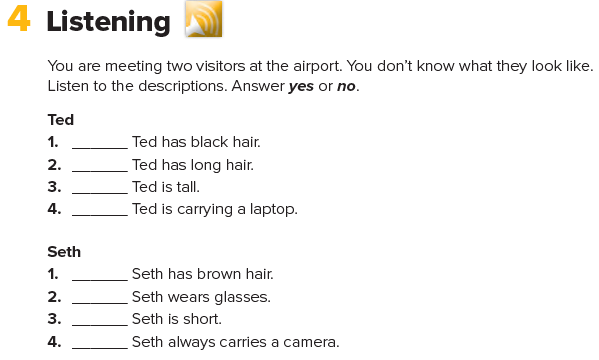 4 Listening
You are meeting two visitors at the airport. You don't know what they look like.
Listen to the descriptions. Answer yes or no.
Ted
1. _______ Ted has black hair.
2. _______ Ted has long hair.
3. _______ Ted is tall.
4. _______ Ted is carrying a laptop.
Seth
1. _______ Seth has brown hair.
2. _______ Seth wears glasses.
3. _______ Seth is short.
4. _______ Seth always carries a camera.